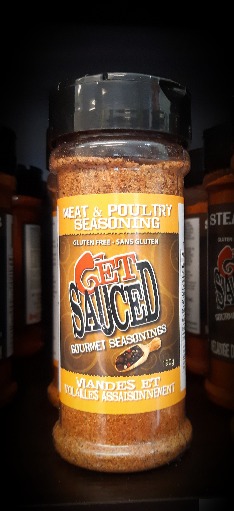 MEAT & POULTRY
SEASONING
GLUTEN FREE - SANS GLUTEN
GET
SAUCED
GOURMET SEASONINGS
VIANDES ET
VOLAILLES ASSAISONNEMENT
STEA